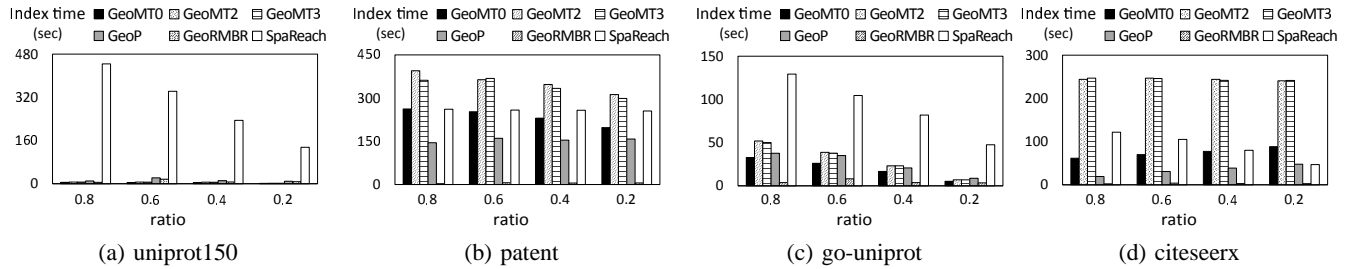 Index time GeoMT0 GeoMT2 GeoMT3
(sec) GeoP GeoRMBR SpaReach
480
320
160
0
0.8 0.6 0.4 0.2
ratio
(a) uniprot150
Index time GeoMT0 GeoMT2 GeoMT3
(sec) GeoP GeoRMBR SpaReach
450
300
150
0
0.8 0.6 0.4 0.2
ratio
(b) patent
Index time GeoMT0 GeoMT2 GeoMT3
(sec) GeoP GeoRMBR SpaReach
150
100
50
0
0.8 0.6 0.4 0.2
ratio
(c) go-uniprot
Index time GeoMT0 GeoMT2 GeoMT3
(sec) GeoP GeoRMBR SpaReach
300
200
100
0
0.8 0.6 0.4 0.2
ratio
(d) citeseerx